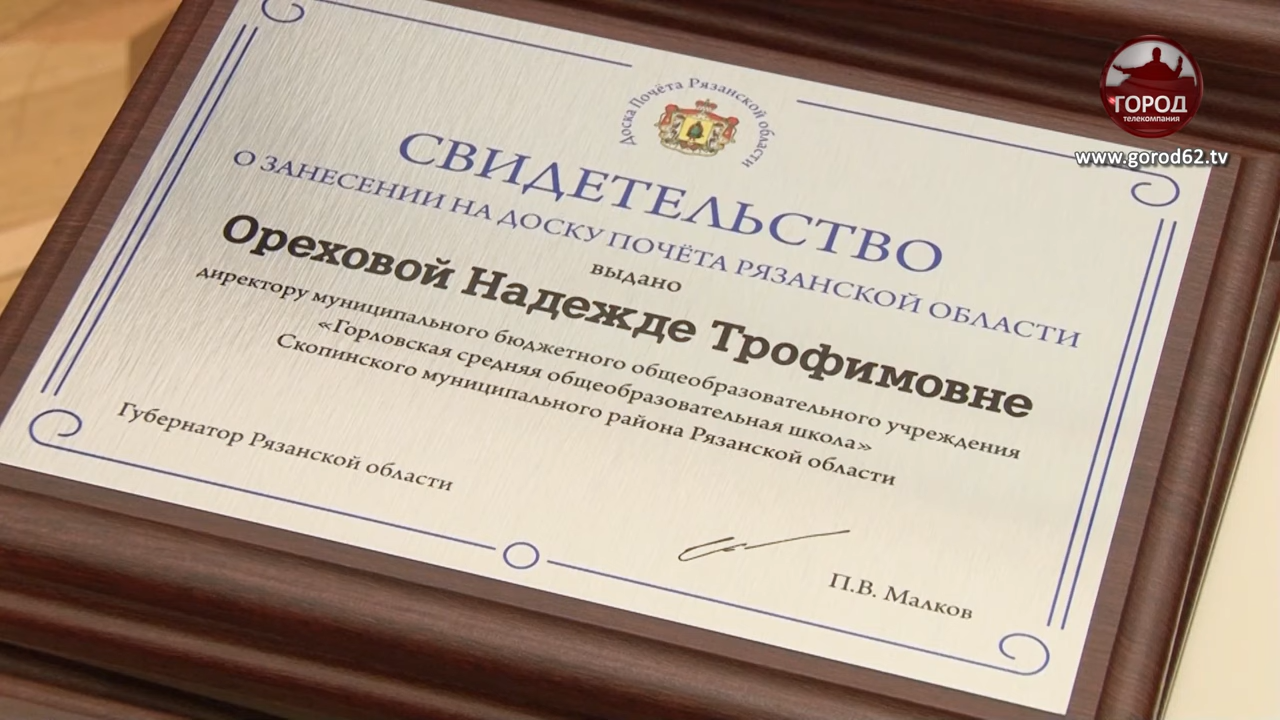 ГОРОД
телекомпания
www.gorod62.tv
Доска Почёта Рязанской области
СВИДЕТЕЛЬСТВО
О ЗАНЕСЕНИИ НА ДОСКУ ПОЧЁТА РЯЗАНСКОЙ ОБЛАСТИ
выдано
Ореховой Надежде Трофимовне
директору муниципального бюджетного общеобразовательного учреждения
«Горловская средняя общеобразовательная школа»
Скопинского муниципального района Рязанской области
Губернатор Рязанской области
П.В. Малков